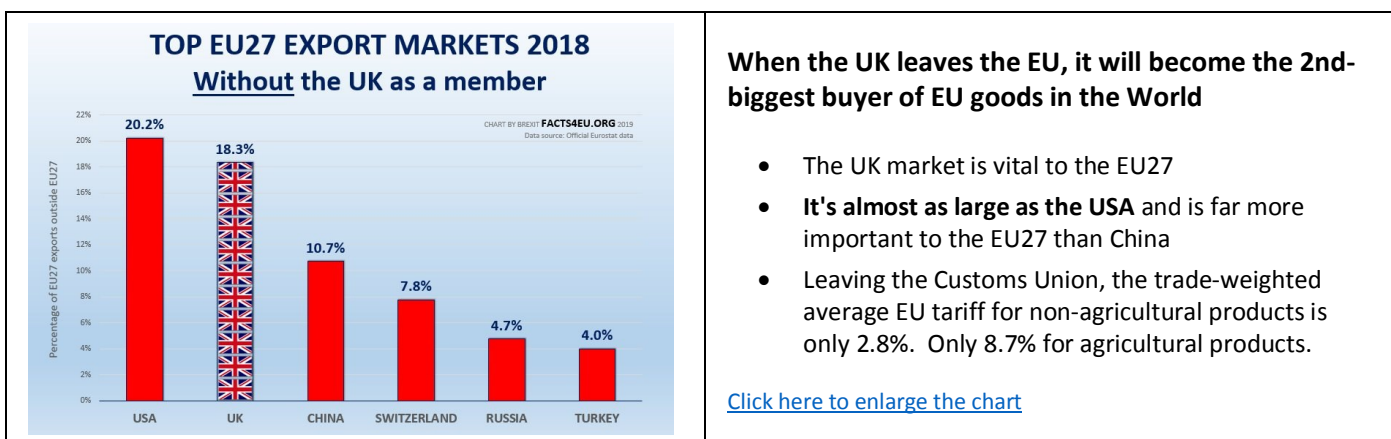 TOP EU27 EXPORT MARKETS 2018
Without the UK as a member
CHART BY BREXIT FACTS4EU.ORG 2019
Data source: Official Eurostat data
Percentage of EU27 exports outside EU27
22%
20%
18%
16%
14%
12%
10%
8%
6%
4%
2%
0%
20.2%
18.3%
10.7%
7.8%
4.7%
4.0%
USA
UK
CHINA
SWITZERLAND
RUSSIA
TURKEY
When the UK leaves the EU, it will become the 2nd-
biggest buyer of EU goods in the World
• The UK market is vital to the EU27
• It's almost as large as the USA and is far more
important to the EU27 than China
• Leaving the Customs Union, the trade-weighted
average EU tariff for non-agricultural products is
only 2.8%. Only 8.7% for agricultural products.
Click here to enlarge the chart